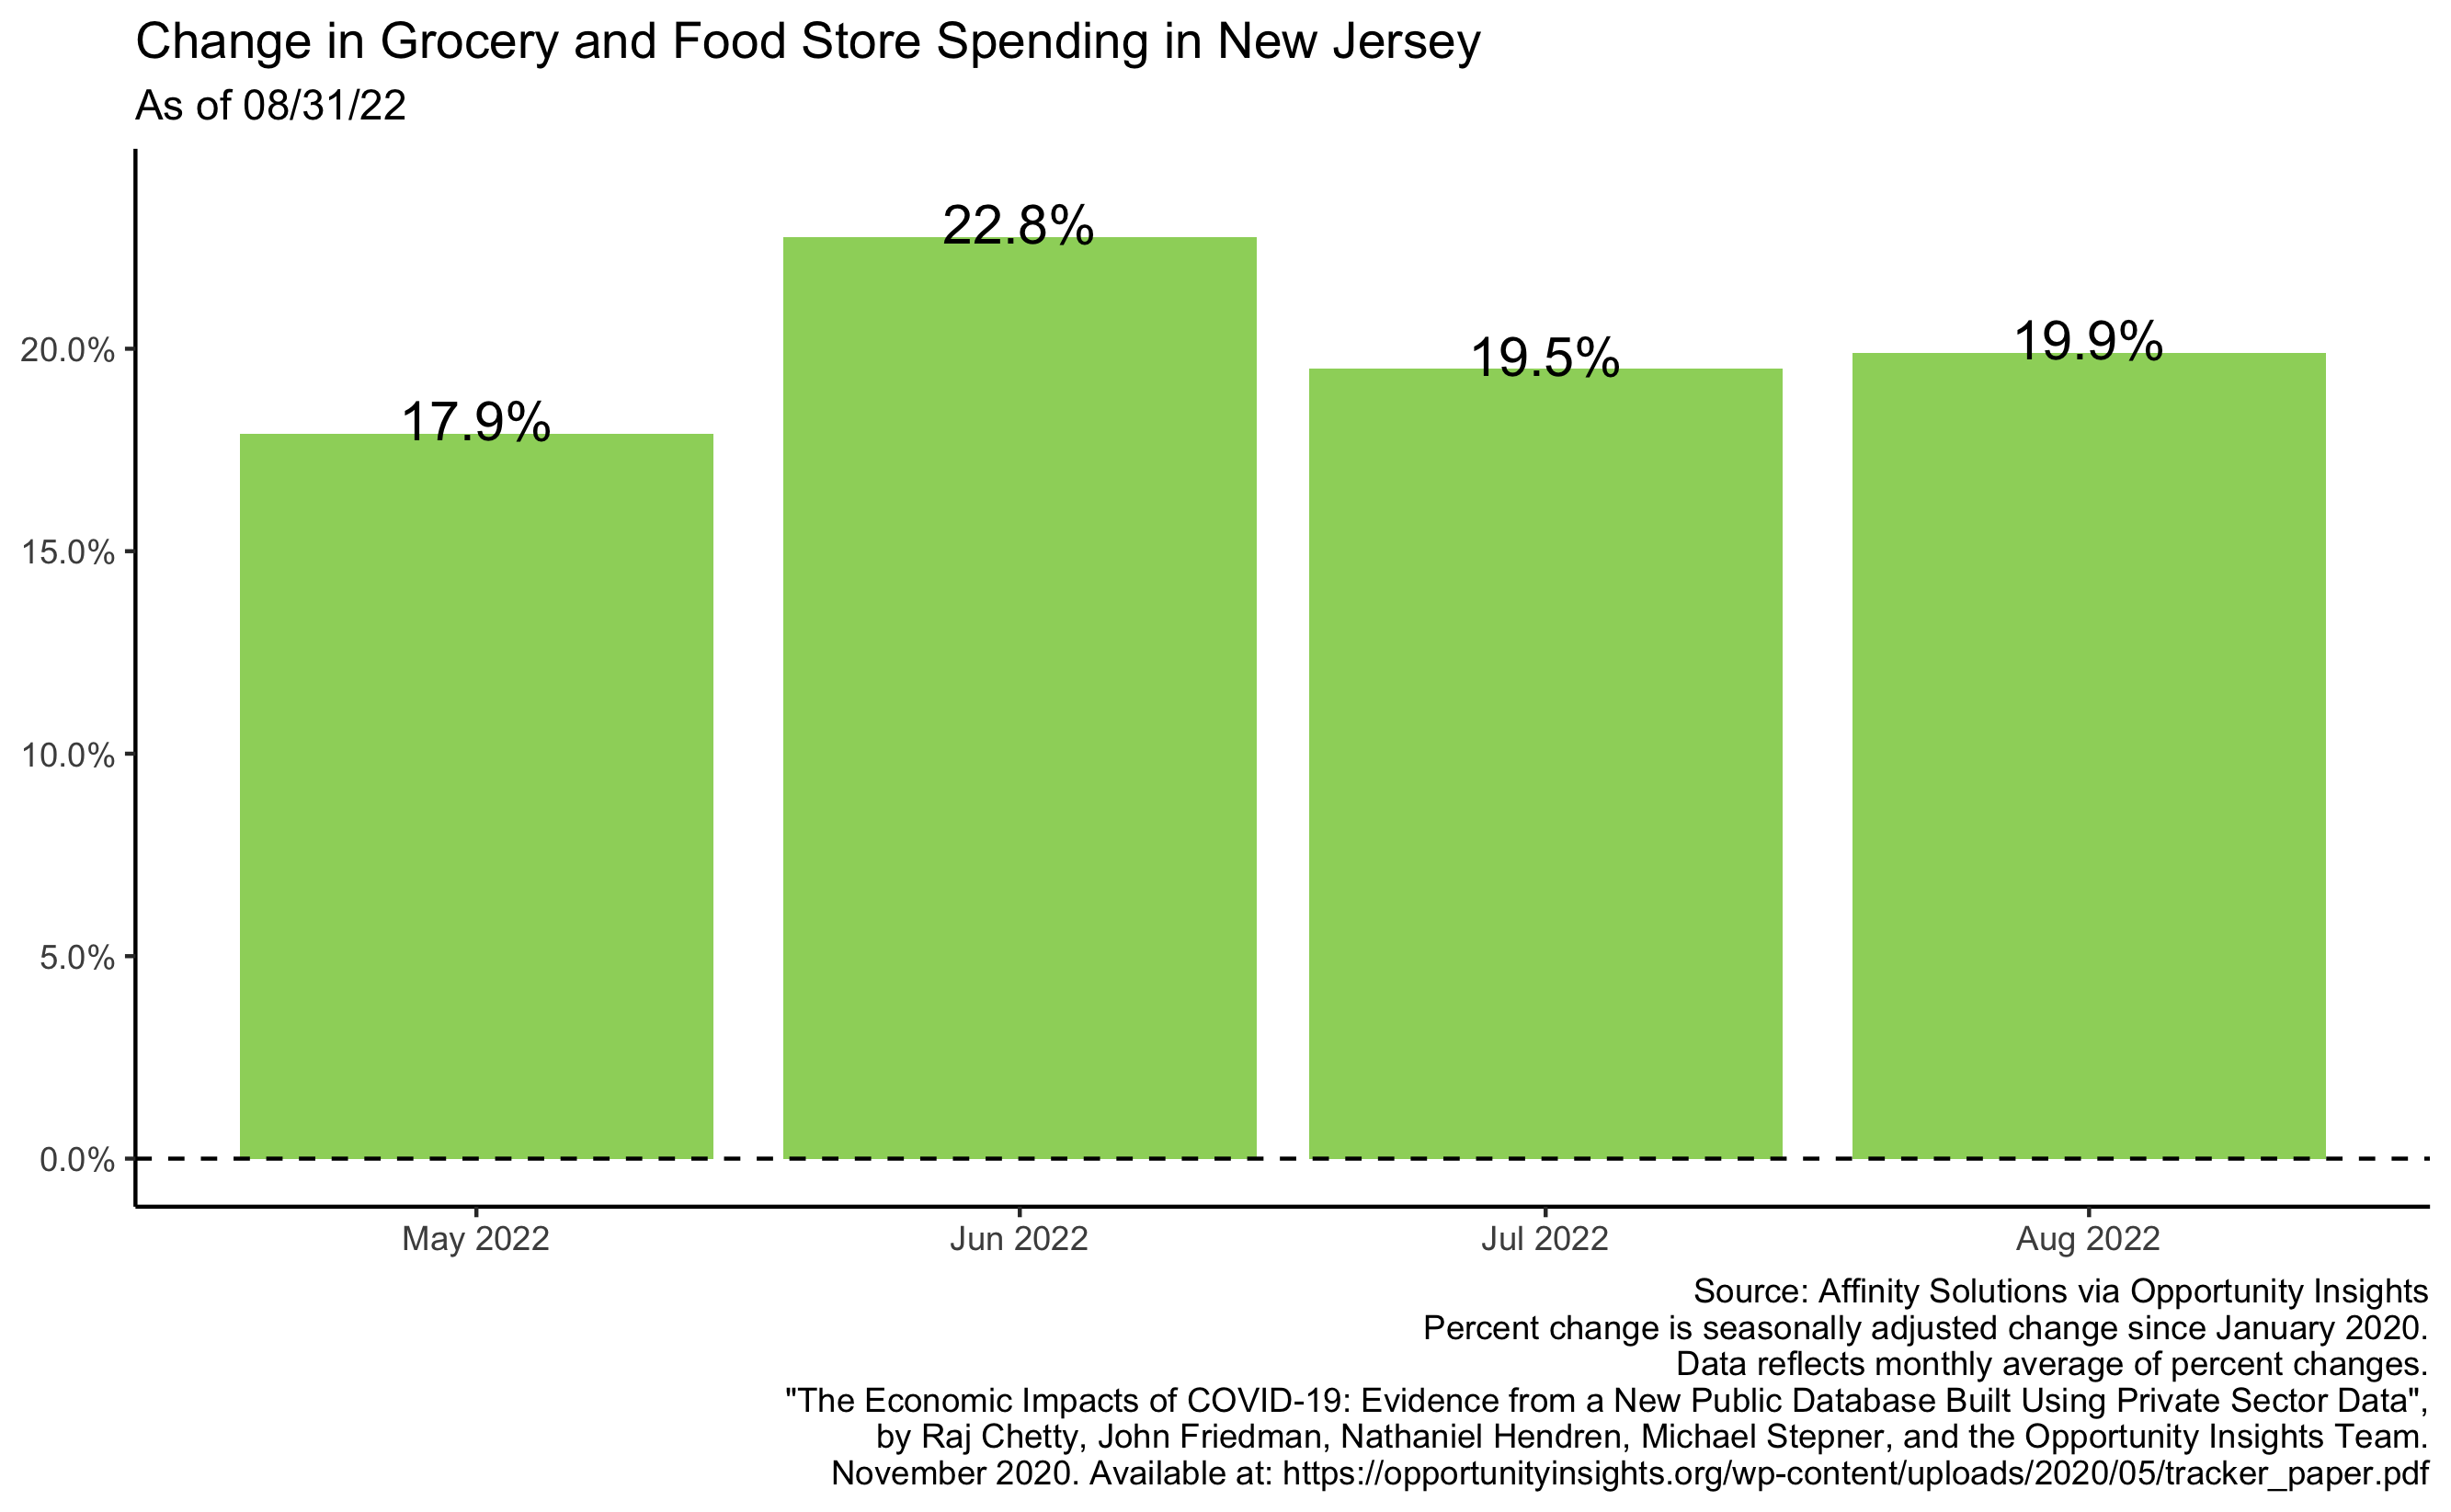 Change in Grocery and Food Store Spending in New Jersey
As of 08/31/22
22.8%
19.9%
19.5%
17.9%
20.0%
15.0%
10.0%
5.0%
0.0%
May 2022
Jun 2022
Jul 2022
Aug 2022
Source: Affinity Solutions via Opportunity Insights
Percent change is seasonally adjusted change since January 2020.
Data reflects monthly average of percent changes.
"The Economic Impacts of COVID-19: Evidence from a New Public Database Built Using Private Sector Data",
by Raj Chetty, John Friedman, Nathaniel Hendren, Michael Stepner, and the Opportunity Insights Team.
November 2020. Available at: https://opportunityinsights.org/wp-content/uploads/2020/05/tracker_paper.pdf